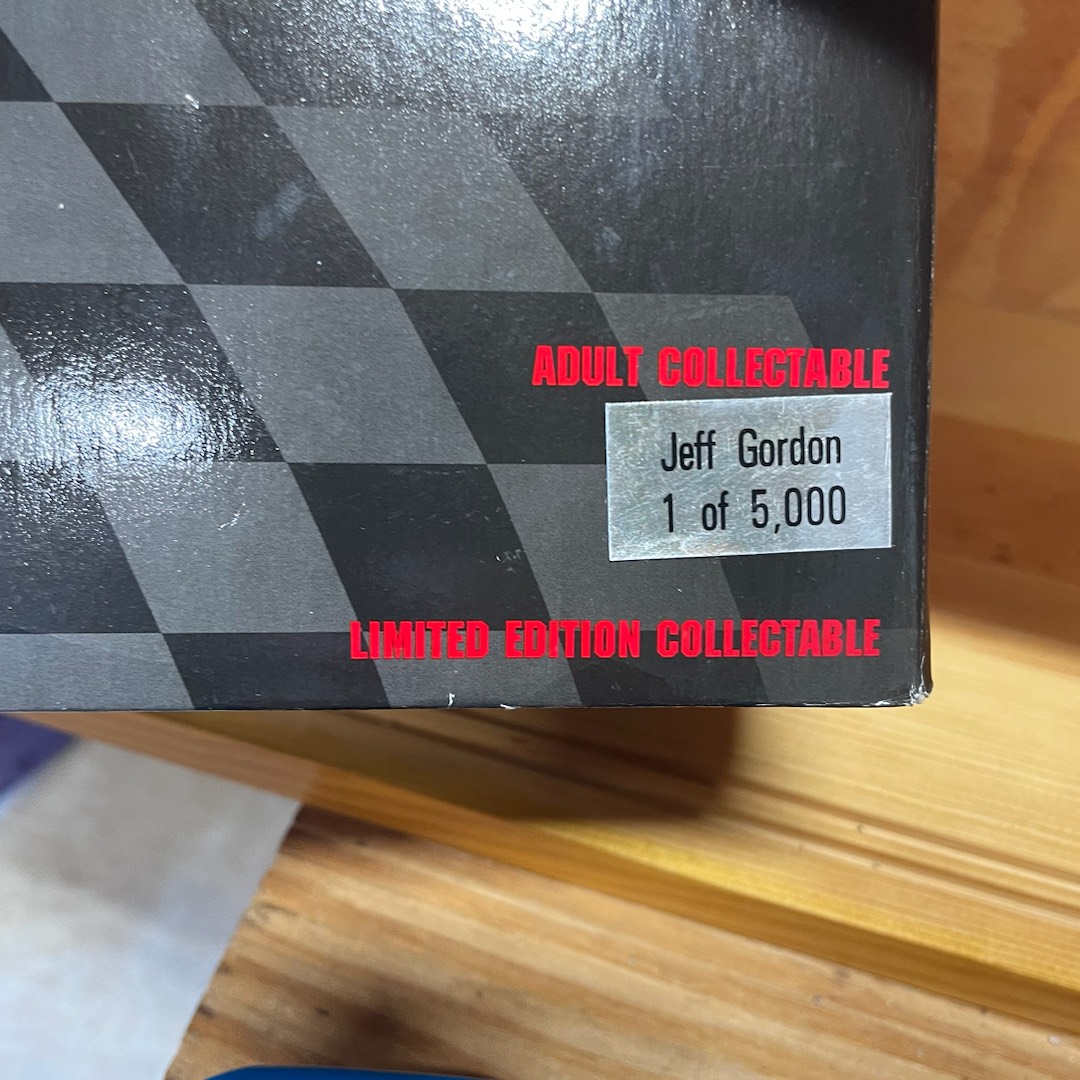 ADULT COLLECTABLE
Jeff Gordon
1 of 5,000
LIMITED EDITION COLLECTABLE